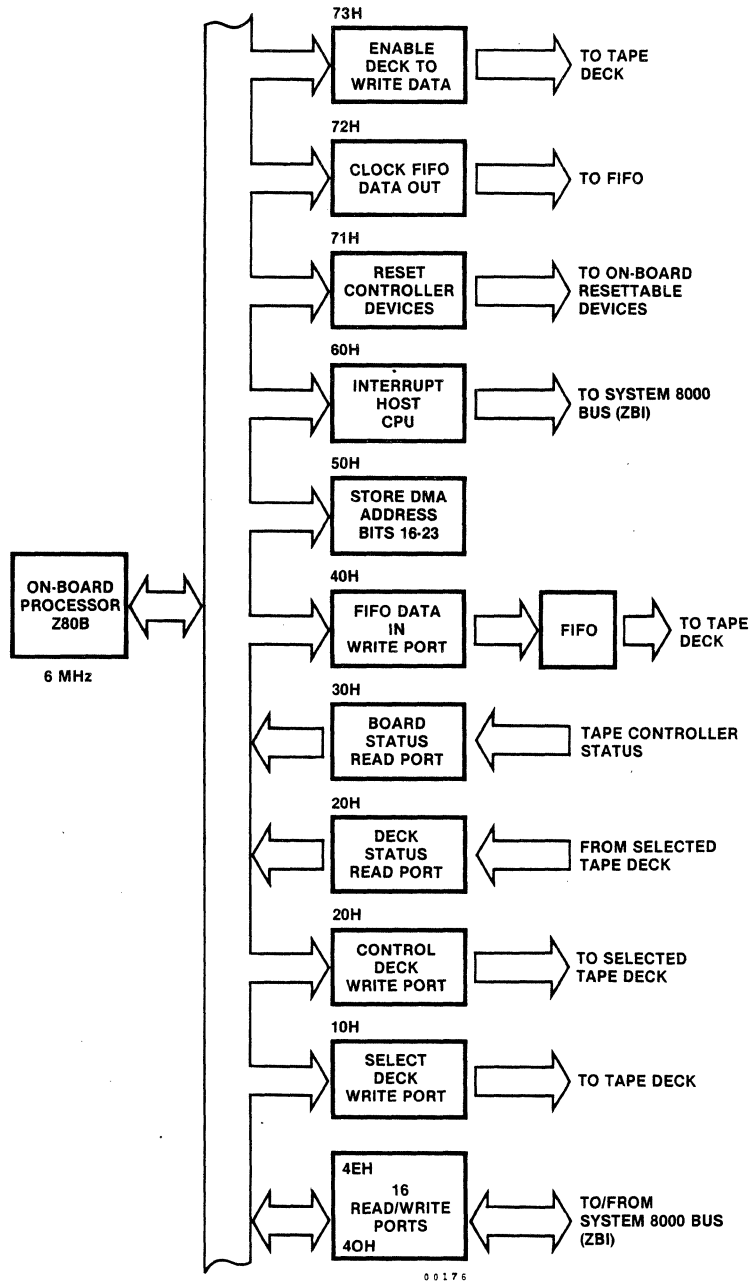 73H
ENABLE
DECK TO
WRITE DATA
TO TAPE
DECK
72H
CLOCK FIFO
DATA OUT
TO FIFO
71H
RESET
CONTROLLER
DEVICES
TO ON-BOARD
RESETTABLE
DEVICES
60H
INTERRUPT
HOST
CPU
TO SYSTEM 8000
BUS (ZBI)
50H
STORE DMA
ADDRESS
BITS 16-23
ON-BOARD
PROCESSOR
Z80B
6 MHz
40H
FIFO DATA
IN
WRITE PORT
FIFO
TO TAPE
DECK
30H
BOARD
STATUS
READ PORT
TAPE CONTROLLER
STATUS
20H
DECK
STATUS
READ PORT
FROM SELECTED
TAPE DECK
20H
CONTROL
DECK
WRITE PORT
TO SELECTED
TAPE DECK
10H
SELECT
DECK
WRITE PORT
TO TAPE DECK
4EH
16
READ/WRITE
PORTS
4OH
TO/FROM
SYSTEM 8000 BUS
(ZBI)
00176